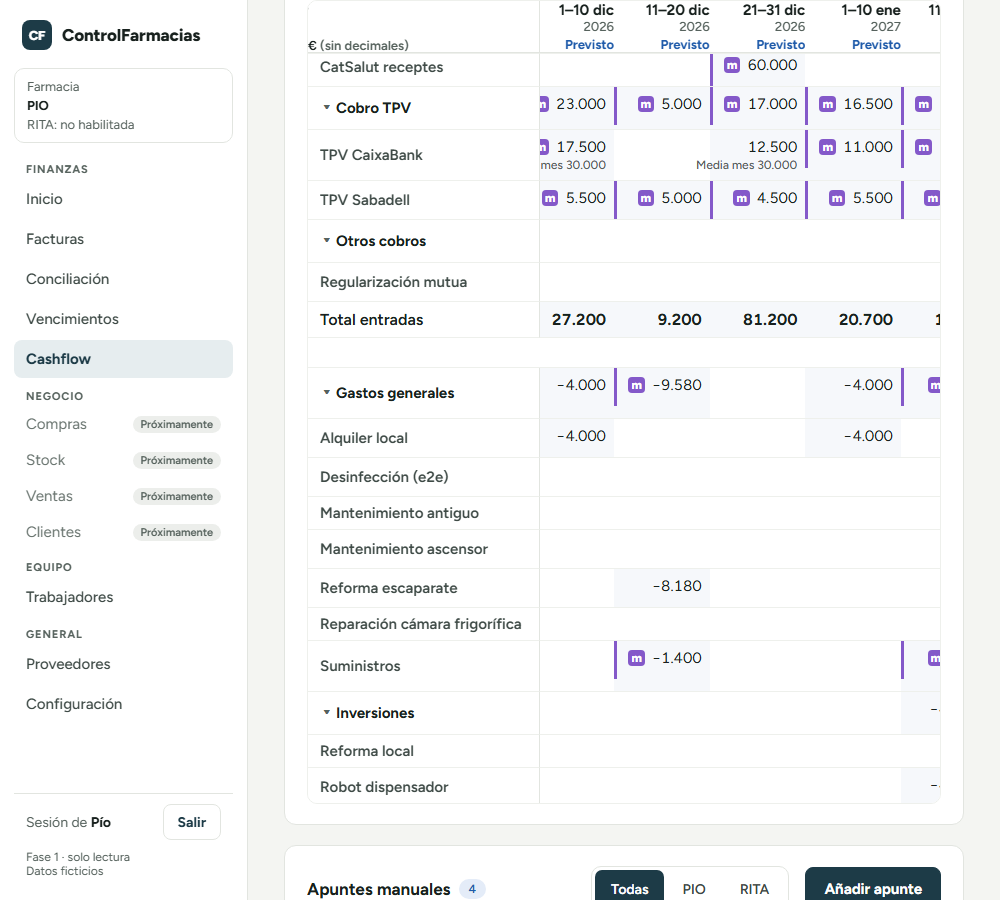 CF ControlFarmacias
Farmacia
PIO
RITA: no habilitada
FINANZAS
Inicio
Facturas
Conciliación
Vencimientos
Cashflow
NEGOCIO
Compras Próximamente
Stock Próximamente
Ventas Próximamente
Clientes Próximamente
EQUIPO
Trabajadores
GENERAL
Proveedores
Configuración
Sesión de Pío Salir
Fase 1 · solo lectura
Datos ficticios
1–10 dic 11–20 dic 21–31 dic 1–10 ene 11
2026 2026 2026 2027
€ (sin decimales) Previsto Previsto Previsto Previsto
CatSalut receptes m 60.000
Cobro TPV m 23.000 m 5.000 m 17.000 m 16.500 m
TPV CaixaBank m 17.500 12.500 m 11.000 m
mes 30.000 Media mes 30.000
TPV Sabadell m 5.500 m 5.000 m 4.500 m 5.500 m
Otros cobros
Regularización mutua
Total entradas 27.200 9.200 81.200 20.700 1
Gastos generales −4.000 m −9.580 −4.000 m
Alquiler local −4.000 −4.000
Desinfección (e2e)
Mantenimiento antiguo
Mantenimiento ascensor
Reforma escaparate −8.180
Reparación cámara frigorífica
Suministros m −1.400 m
Inversiones −
Reforma local
Robot dispensador −
Apuntes manuales 4 Todas PIO RITA Añadir apunte